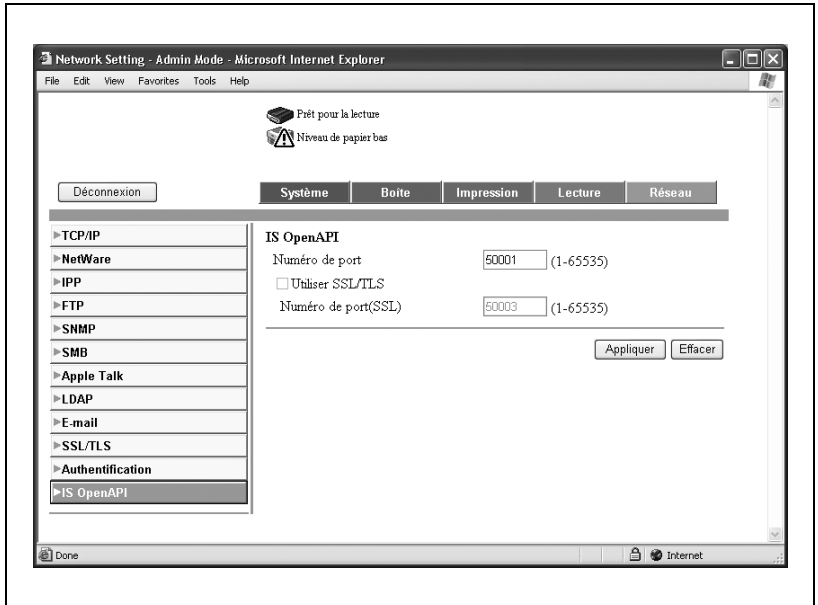 Network Setting - Admin Mode - Microsoft Internet Explorer
File Edit View Favorites Tools Help
Prêt pour la lecture
Niveau de papier bas
Déconnexion
Système Boîte Impression Lecture Réseau
TCP/IP
NetWare
IPP
FTP
SNMP
SMB
Apple Talk
LDAP
E-mail
SSL/TLS
Authentification
IS OpenAPI
IS OpenAPI
Numéro de port 50001 (1-65535)
Utiliser SSL/TLS
Numéro de port(SSL) 50003 (1-65535)
Appliquer Effacer
Done Internet